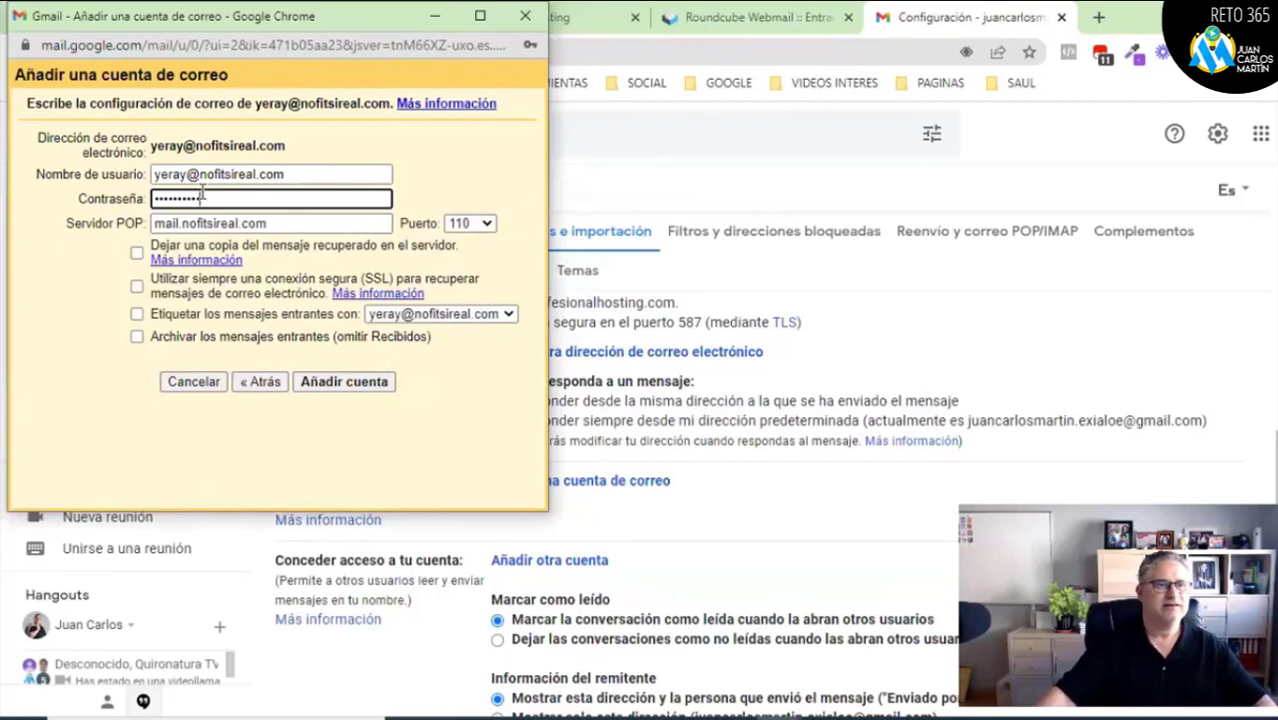 Gmail - Añadir una cuenta de correo - Google Chrome
mail.google.com/mail/u/0/?ui=2&ik=471b05aa23&jsver=tnM66XZ-uxo.es....
Añadir una cuenta de correo
Escribe la configuración de correo de yeray@nofitsireal.com. Más información
Dirección de correo
electrónico: yeray@nofitsireal.com
Nombre de usuario: yeray@nofitsireal.com
Contraseña:
Servidor POP: mail.nofitsireal.com Puerto: 110
Dejar una copia del mensaje recuperado en el servidor.
Más información
Utilizar siempre una conexión segura (SSL) para recuperar
mensajes de correo electrónico. Más información
Etiquetar los mensajes entrantes con: yeray@nofitsireal.com
Archivar los mensajes entrantes (omitir Recibidos)
Cancelar « Atrás Añadir cuenta
ting Roundcube Webmail :: Entra Configuración - juancarlosm
RETO 365
JUAN
CARLOS
MARTÍN
11
MIENTAS SOCIAL GOOGLE VIDEOS INTERES PAGINAS SAUL
Es
s e importación Filtros y direcciones bloqueadas Reenvío y correo POP/IMAP Complementos
Temas
fesionalhosting.com.
segura en el puerto 587 (mediante TLS)
ra dirección de correo electrónico
esponda a un mensaje:
onder desde la misma dirección a la que se ha enviado el mensaje
onder siempre desde mi dirección predeterminada (actualmente es juancarlosmartin.exialoe@gmail.com)
rás modificar tu dirección cuando respondas al mensaje. Más información)
na cuenta de correo
Más información
Conceder acceso a tu cuenta: Añadir otra cuenta
(Permite a otros usuarios leer y enviar
mensajes en tu nombre.)
Más información
Marcar como leído
Marcar la conversación como leída cuando la abran otros usuarios
Dejar las conversaciones como no leídas cuando las abran otros usuar
Información del remitente
Mostrar esta dirección y la persona que envió el mensaje ("Enviado po
Nueva reunión
Unirse a una reunión
Hangouts
Juan Carlos
Desconocido, Quironatura TV
Has estado en una videollama